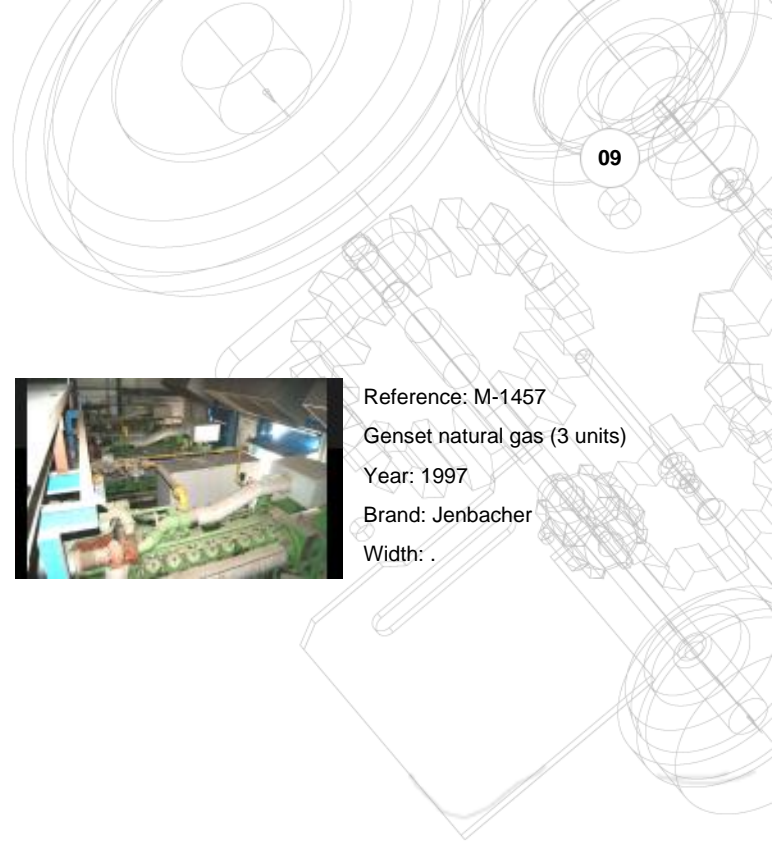 09
Reference: M-1457
Genset natural gas (3 units)
Year: 1997
Brand: Jenbacher
Width: .